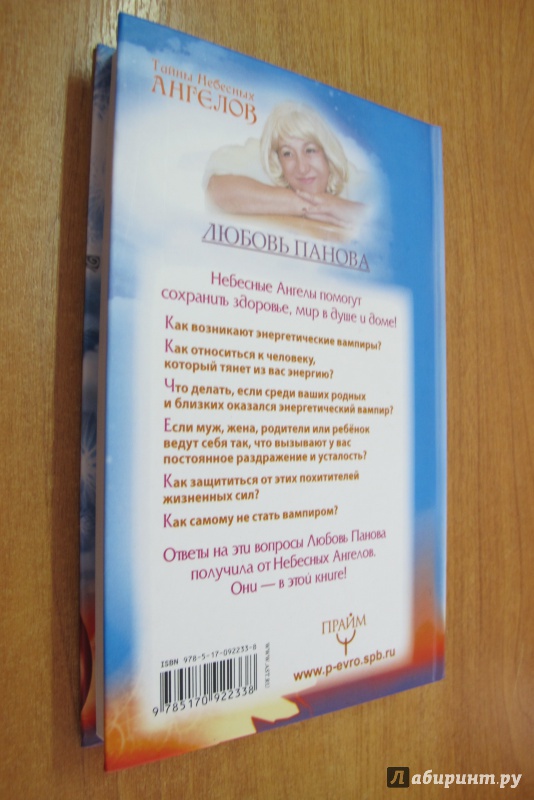 Тайны Небесных
АНГЕЛОВ
ЛЮБОВЬ ПАНОВА
Небесные Ангелы помогут
сохранить здоровье, мир в душе и доме!
Как возникают энергетические вампиры?
Как относиться к человеку,
который тянет из вас энергию?
Что делать, если среди ваших родных
и близких оказался энергетический вампир?
Если муж, жена, родители или ребёнок
ведут себя так, что вызывают у вас
постоянное раздражение и усталость?
Как защититься от этих похитителей
жизненных сил?
Как самому не стать вампиром?
Ответы на эти вопросы Любовь Панова
получила от Небесных Ангелов.
Они — в этой книге!
ПРАЙМ
www.p-evro.spb.ru
ISBN 978-5-17-092233-8
9 785170 922338
Лабиринт.ру